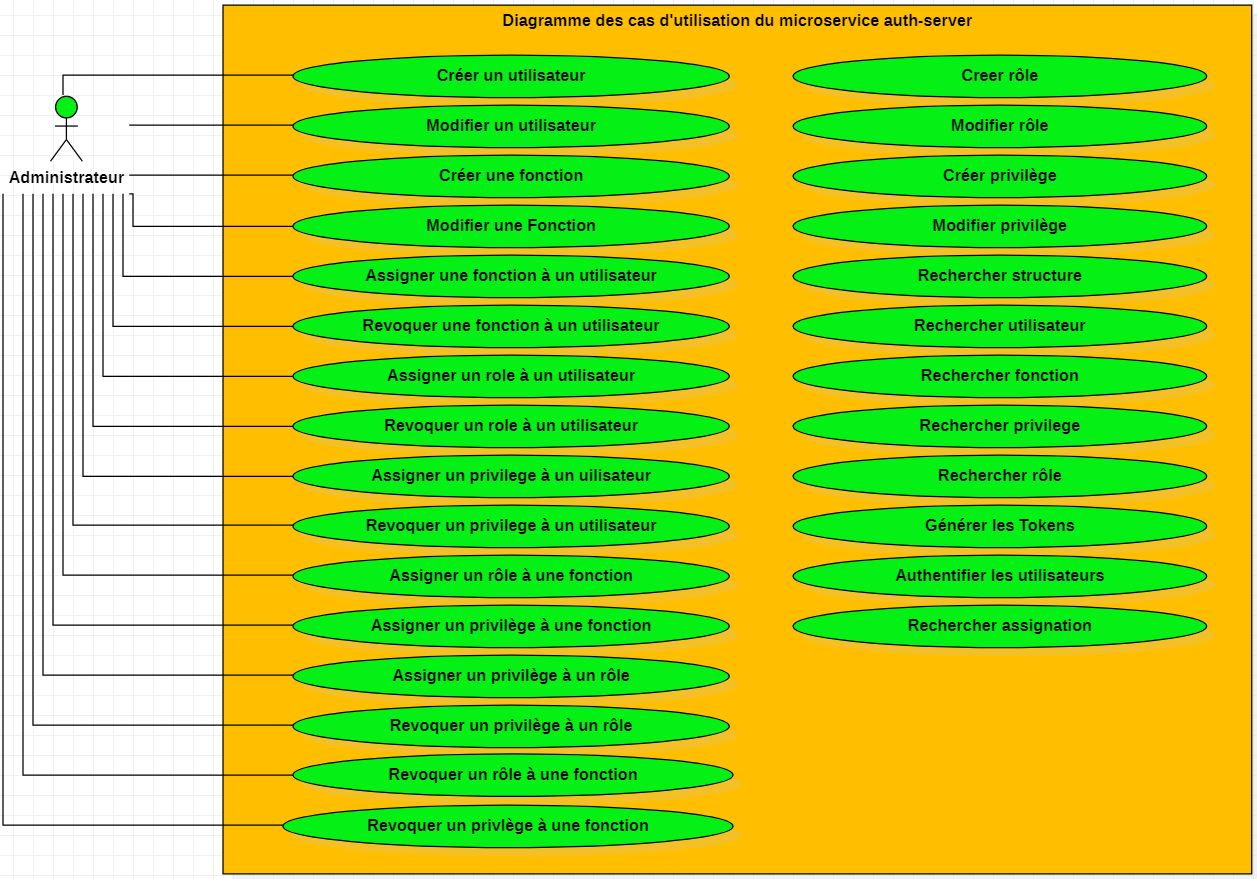 Diagramme des cas d'utilisation du microservice auth-server
Administrateur
Créer un utilisateur
Modifier un utilisateur
Créer une fonction
Modifier une Fonction
Assigner une fonction à un utilisateur
Revoquer une fonction à un utilisateur
Assigner un role à un utilisateur
Revoquer un role à un utilisateur
Assigner un privilege à un uilisateur
Revoquer un privilege à un utilisateur
Assigner un rôle à une fonction
Assigner un privilège à une fonction
Assigner un privilège à un rôle
Revoquer un privilège à un rôle
Revoquer un rôle à une fonction
Revoquer un privlège à une fonction
Creer rôle
Modifier rôle
Créer privilège
Modifier privilège
Rechercher structure
Rechercher utilisateur
Rechercher fonction
Rechercher privilege
Rechercher rôle
Générer les Tokens
Authentifier les utilisateurs
Rechercher assignation